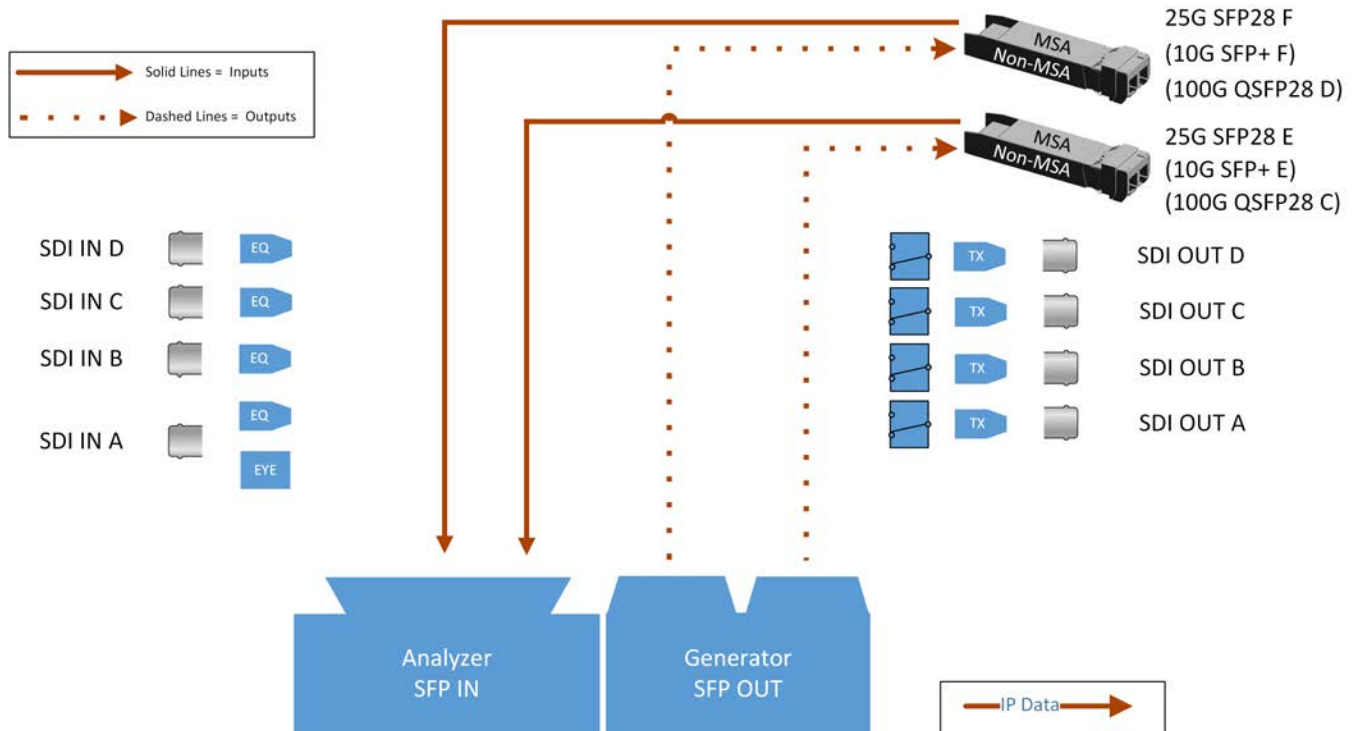 Solid Lines = Inputs
Dashed Lines = Outputs
MSA
Non-MSA
25G SFP28 F
(10G SFP+ F)
(100G QSFP28 D)
MSA
Non-MSA
25G SFP28 E
(10G SFP+ E)
(100G QSFP28 C)
SDI IN D
EQ
SDI IN C
EQ
SDI IN B
EQ
SDI IN A
EQ
EYE
TX
SDI OUT D
TX
SDI OUT C
TX
SDI OUT B
TX
SDI OUT A
Analyzer
SFP IN
Generator
SFP OUT
IP Data